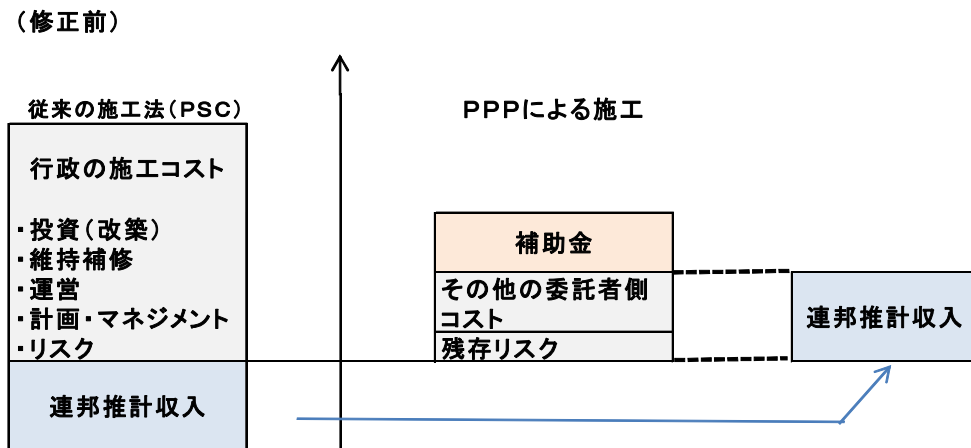 （修正前）
従来の施工法（PSC）
行政の施工コスト
・投資（改築）
・維持補修
・運営
・計画・マネジメント
・リスク
連邦推計収入
PPPによる施工
補助金
その他の委託者側
コスト
残存リスク
連邦推計収入